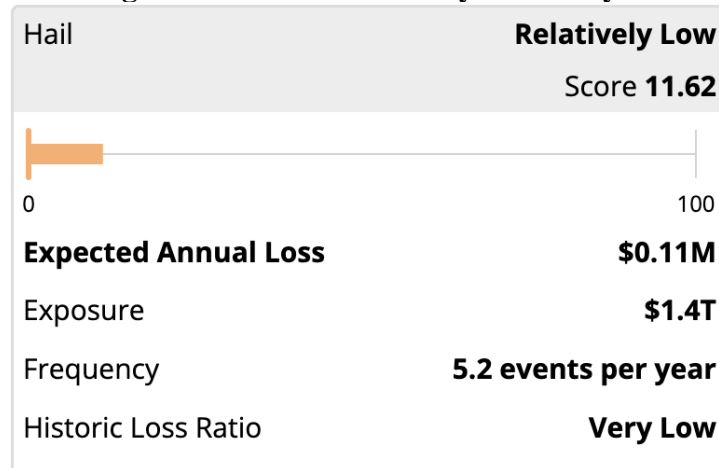 Hail Relatively Low
Score 11.62
0 100
Expected Annual Loss $0.11M
Exposure $1.4T
Frequency 5.2 events per year
Historic Loss Ratio Very Low